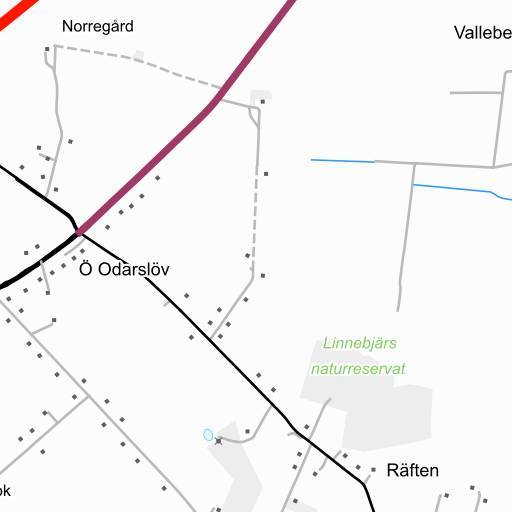 Norregård
Vallebe
Ö Odarslöv
Linnebjärs
naturreservat
Räften
ok